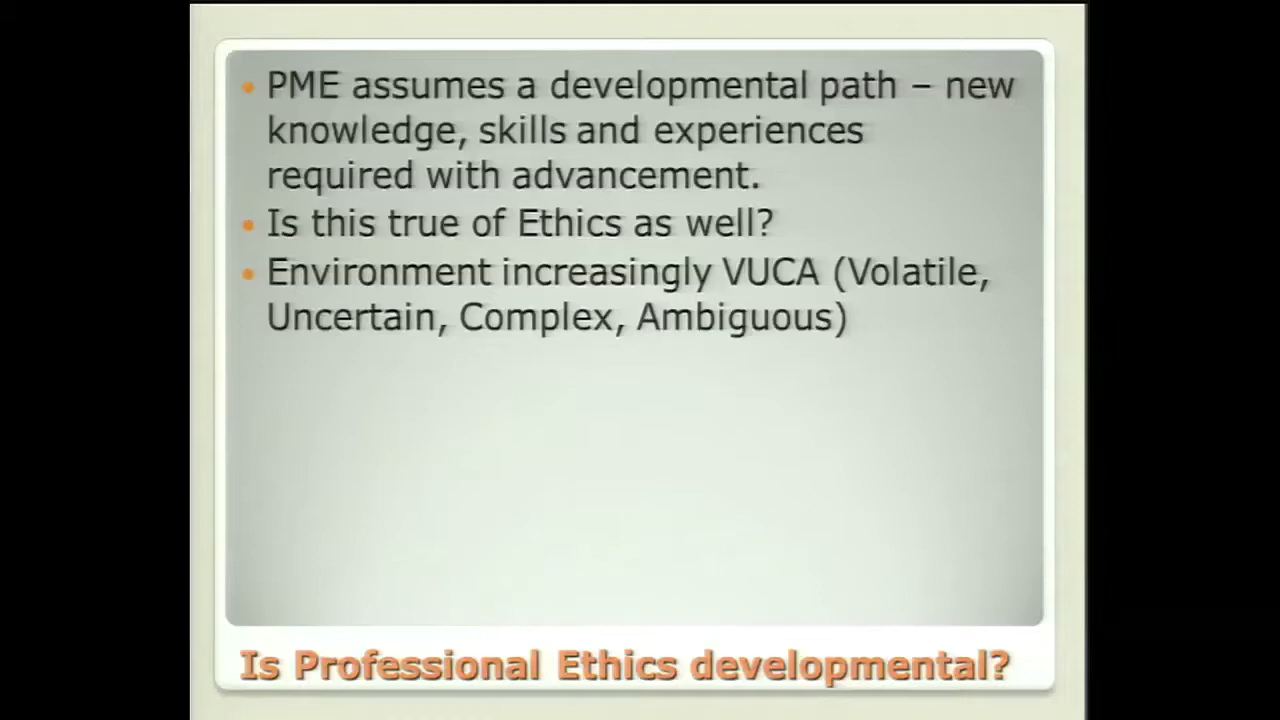 • PME assumes a developmental path – new
knowledge, skills and experiences
required with advancement.
• Is this true of Ethics as well?
• Environment increasingly VUCA (Volatile,
Uncertain, Complex, Ambiguous)
Is Professional Ethics developmental?